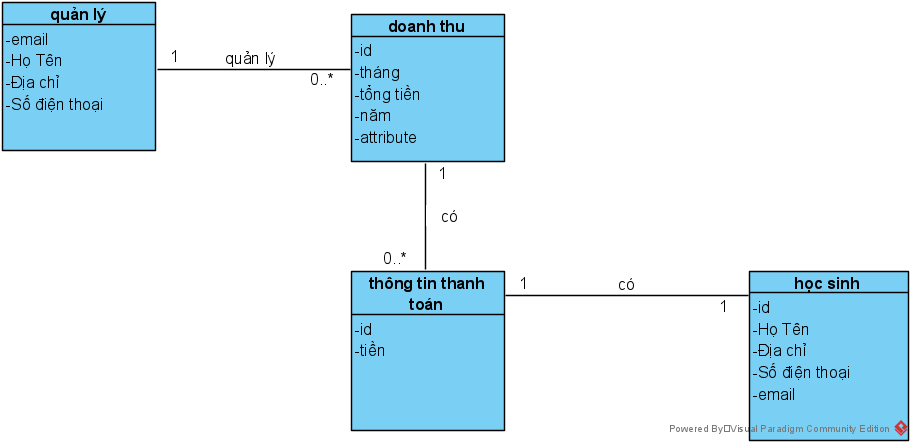 quản lý
-email
-Họ Tên
-Địa chỉ
-Số điện thoại
1
quản lý
0..*
doanh thu
-id
-tháng
-tổng tiền
-năm
-attribute
1
có
0..*
thông tin thanh
toán
-id
-tiền
1
có
1
học sinh
-id
-Họ Tên
-Địa chỉ
-Số điện thoại
-email
Powered By□Visual Paradigm Community Edition